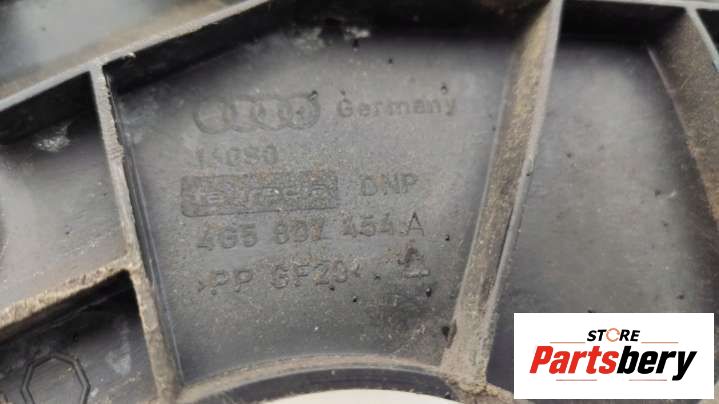 Germany
DNP
4G5 807 454 A
>PP GF20<
STORE
Partsbery